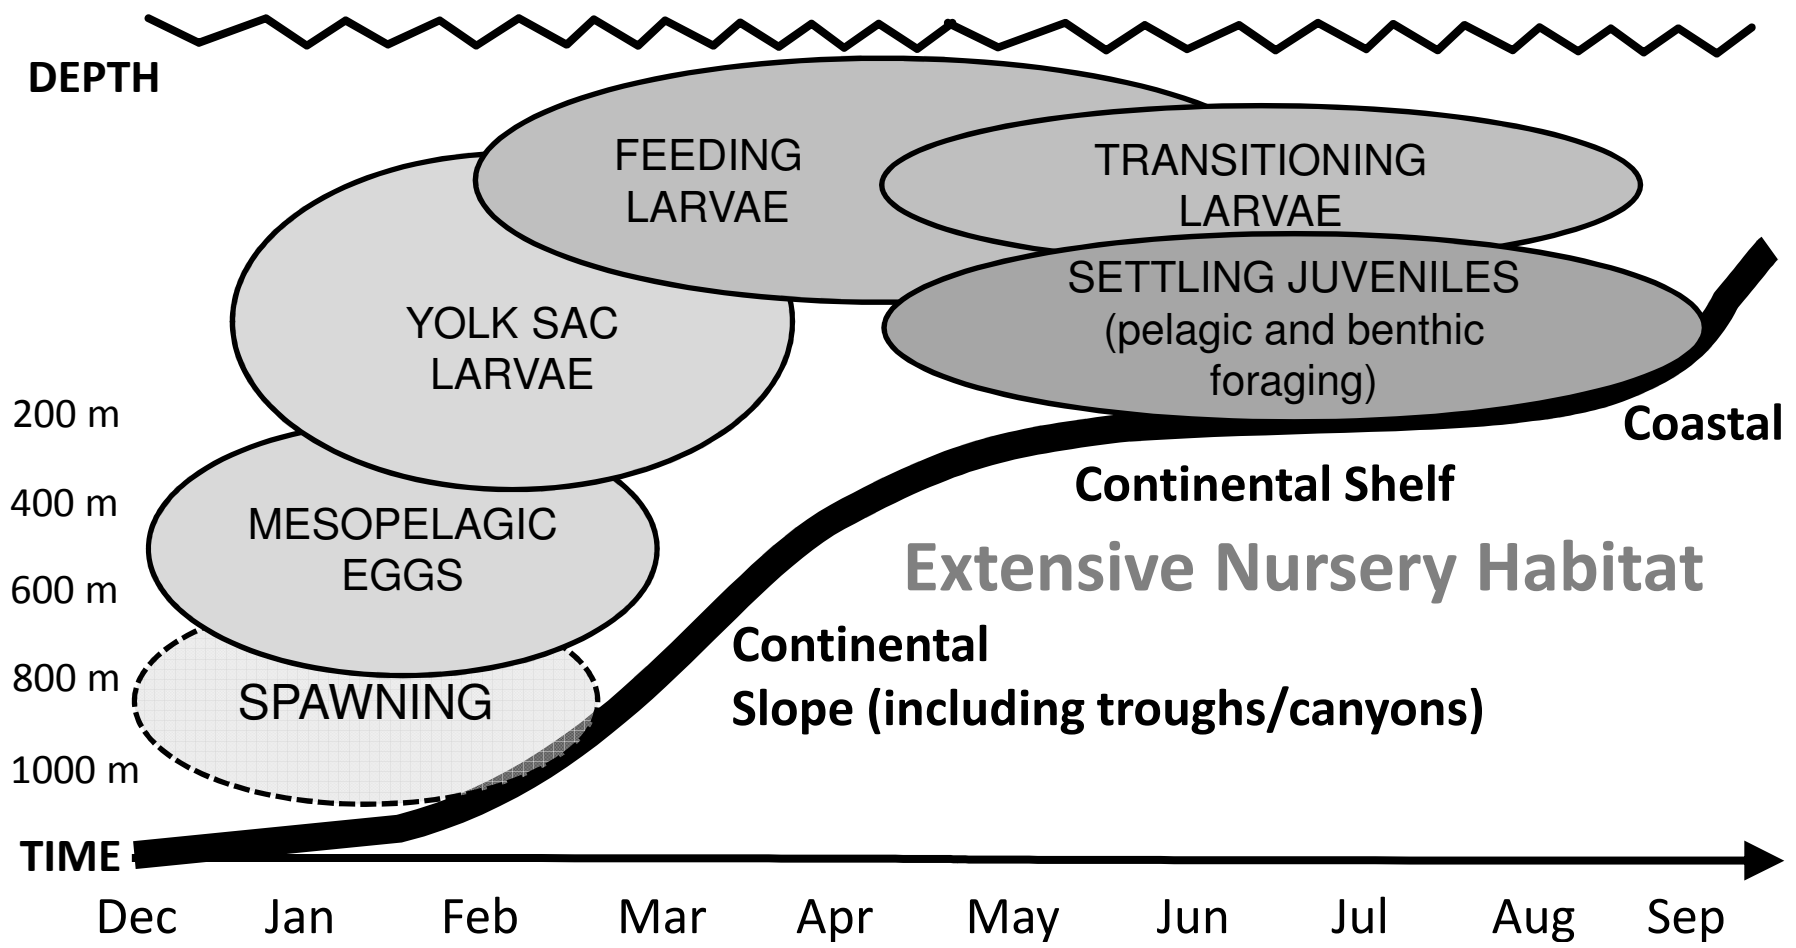 DEPTH
FEEDING
LARVAE
TRANSITIONING
LARVAE
SETTLING JUVENILES
(pelagic and benthic
foraging)
YOLK SAC
LARVAE
200 m
Coastal
Continental Shelf
400 m
MESOPELAGIC
EGGS
Extensive Nursery Habitat
600 m
Continental
Slope (including troughs/canyons)
800 m
SPAWNING
1000 m
TIME
Dec Jan Feb Mar Apr May Jun Jul Aug Sep